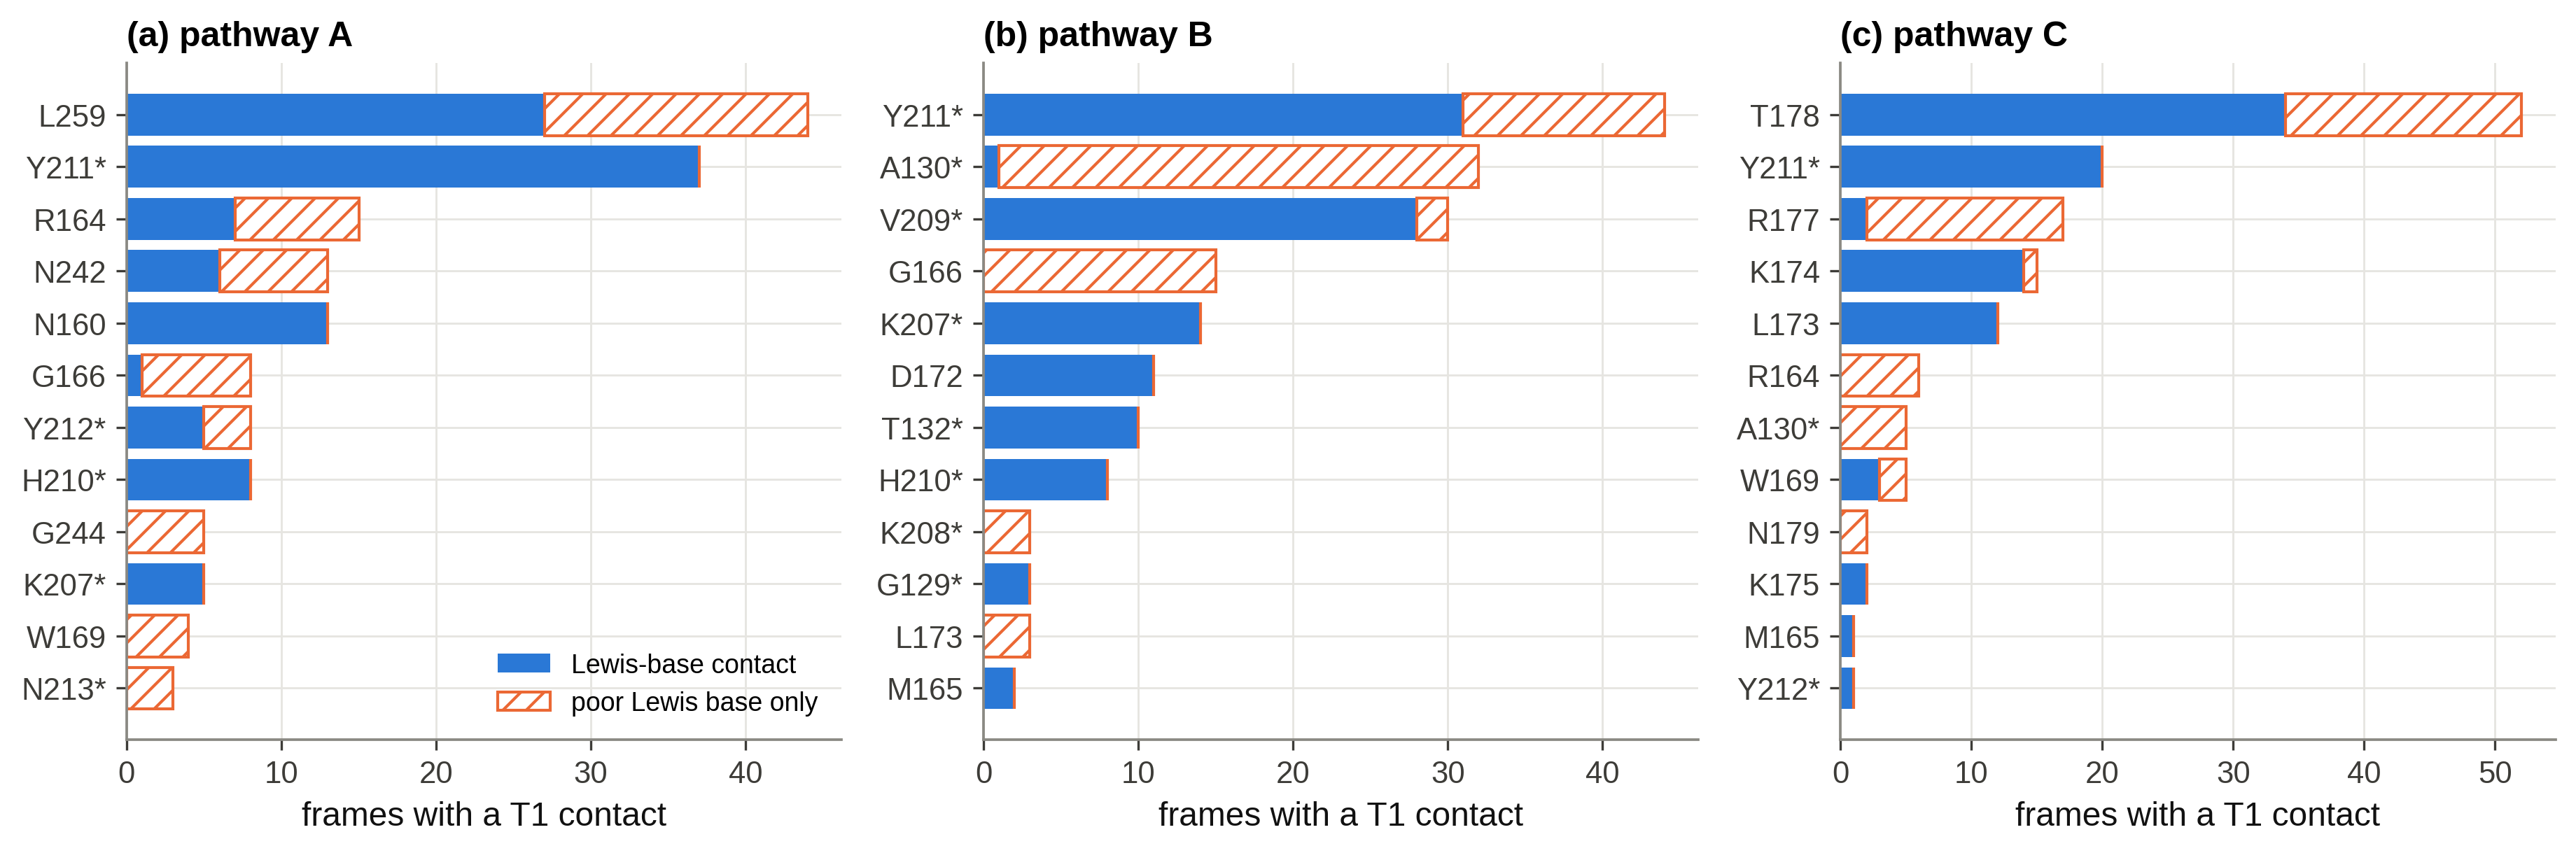 (a) pathway A
L259
Y211*
R164
N242
N160
G166
Y212*
H210*
G244
K207*
W169
N213*
Lewis-base contact
poor Lewis base only
0 10 20 30 40
frames with a T1 contact
(b) pathway B
Y211*
A130*
V209*
G166
K207*
D172
T132*
H210*
K208*
G129*
L173
M165
0 10 20 30 40
frames with a T1 contact
(c) pathway C
T178
Y211*
R177
K174
L173
R164
A130*
W169
N179
K175
M165
Y212*
0 10 20 30 40 50
frames with a T1 contact